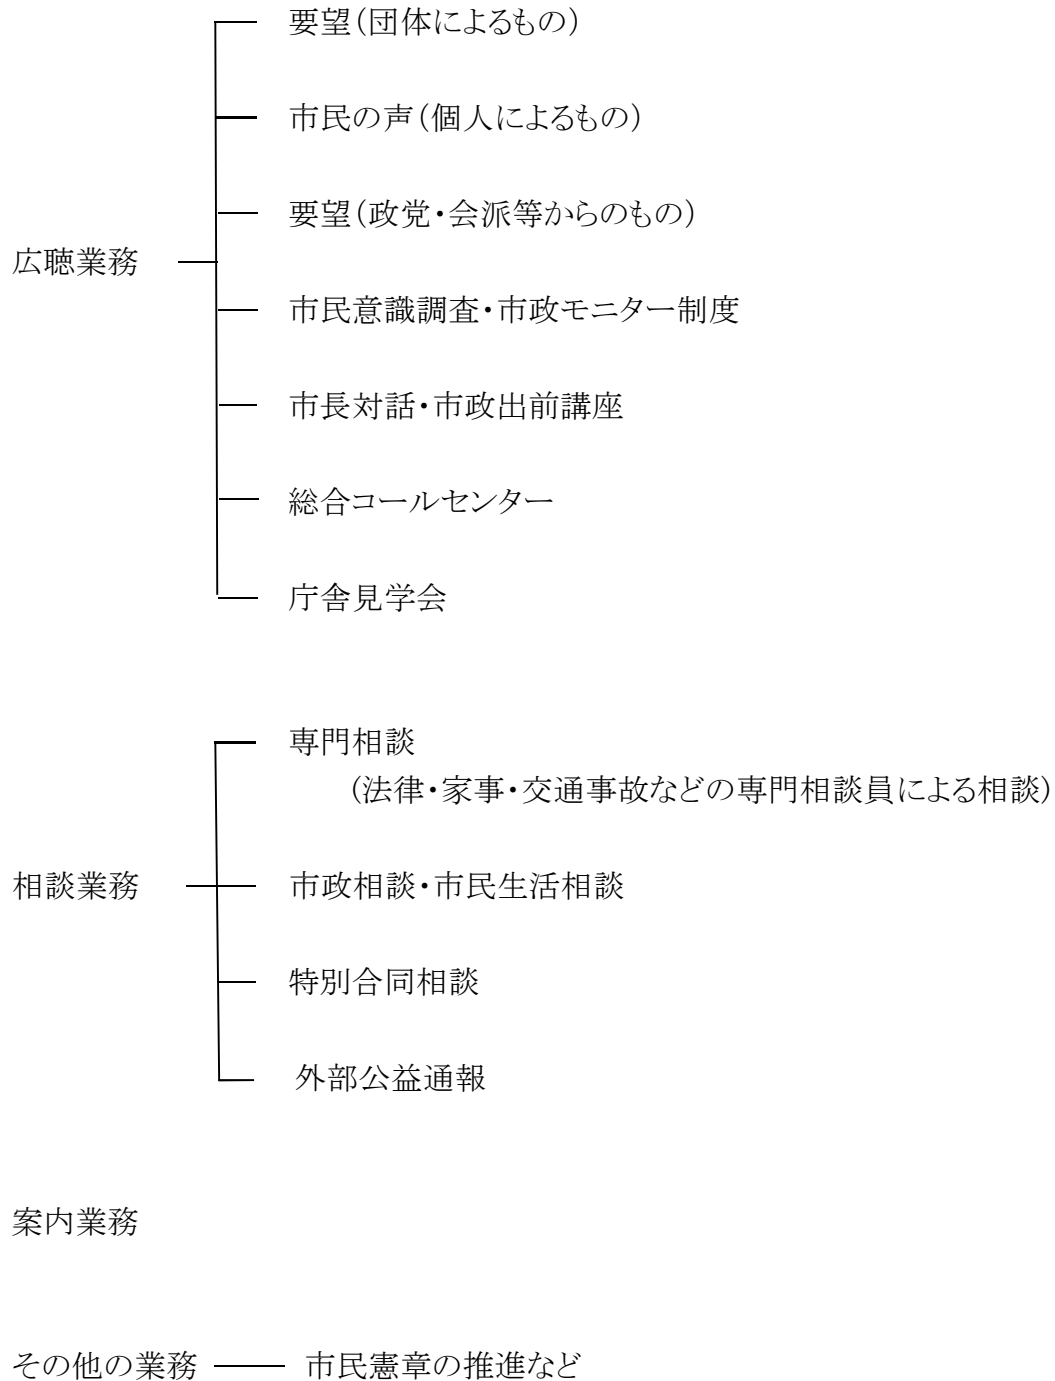 要望（団体によるもの）
市民の声（個人によるもの）
要望（政党・会派等からのもの）
広聴業務
市民意識調査・市政モニター制度
市長対話・市政出前講座
総合コールセンター
庁舎見学会
専門相談
（法律・家事・交通事故などの専門相談員による相談）
相談業務
市政相談・市民生活相談
特別合同相談
外部公益通報
案内業務
その他の業務 市民憲章の推進など